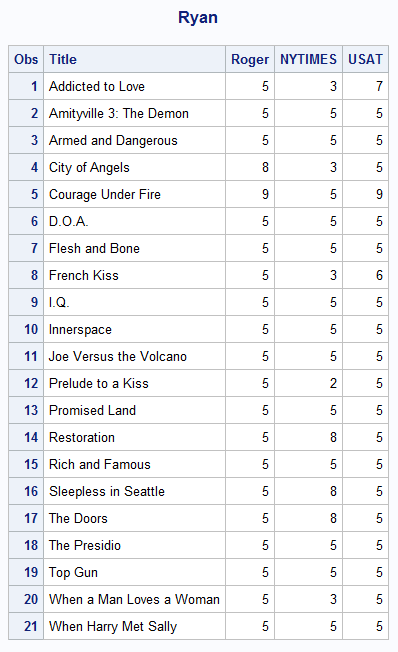 Ryan
Obs Title Roger NYTIMES USAT
1 Addicted to Love 5 3 7
2 Amityville 3: The Demon 5 5 5
3 Armed and Dangerous 5 5 5
4 City of Angels 8 3 5
5 Courage Under Fire 9 5 9
6 D.O.A. 5 5 5
7 Flesh and Bone 5 5 5
8 French Kiss 5 3 6
9 I.Q. 5 5 5
10 Innerspace 5 5 5
11 Joe Versus the Volcano 5 5 5
12 Prelude to a Kiss 5 2 5
13 Promised Land 5 5 5
14 Restoration 5 8 5
15 Rich and Famous 5 5 5
16 Sleepless in Seattle 5 8 5
17 The Doors 5 8 5
18 The Presidio 5 5 5
19 Top Gun 5 5 5
20 When a Man Loves a Woman 5 3 5
21 When Harry Met Sally 5 5 5